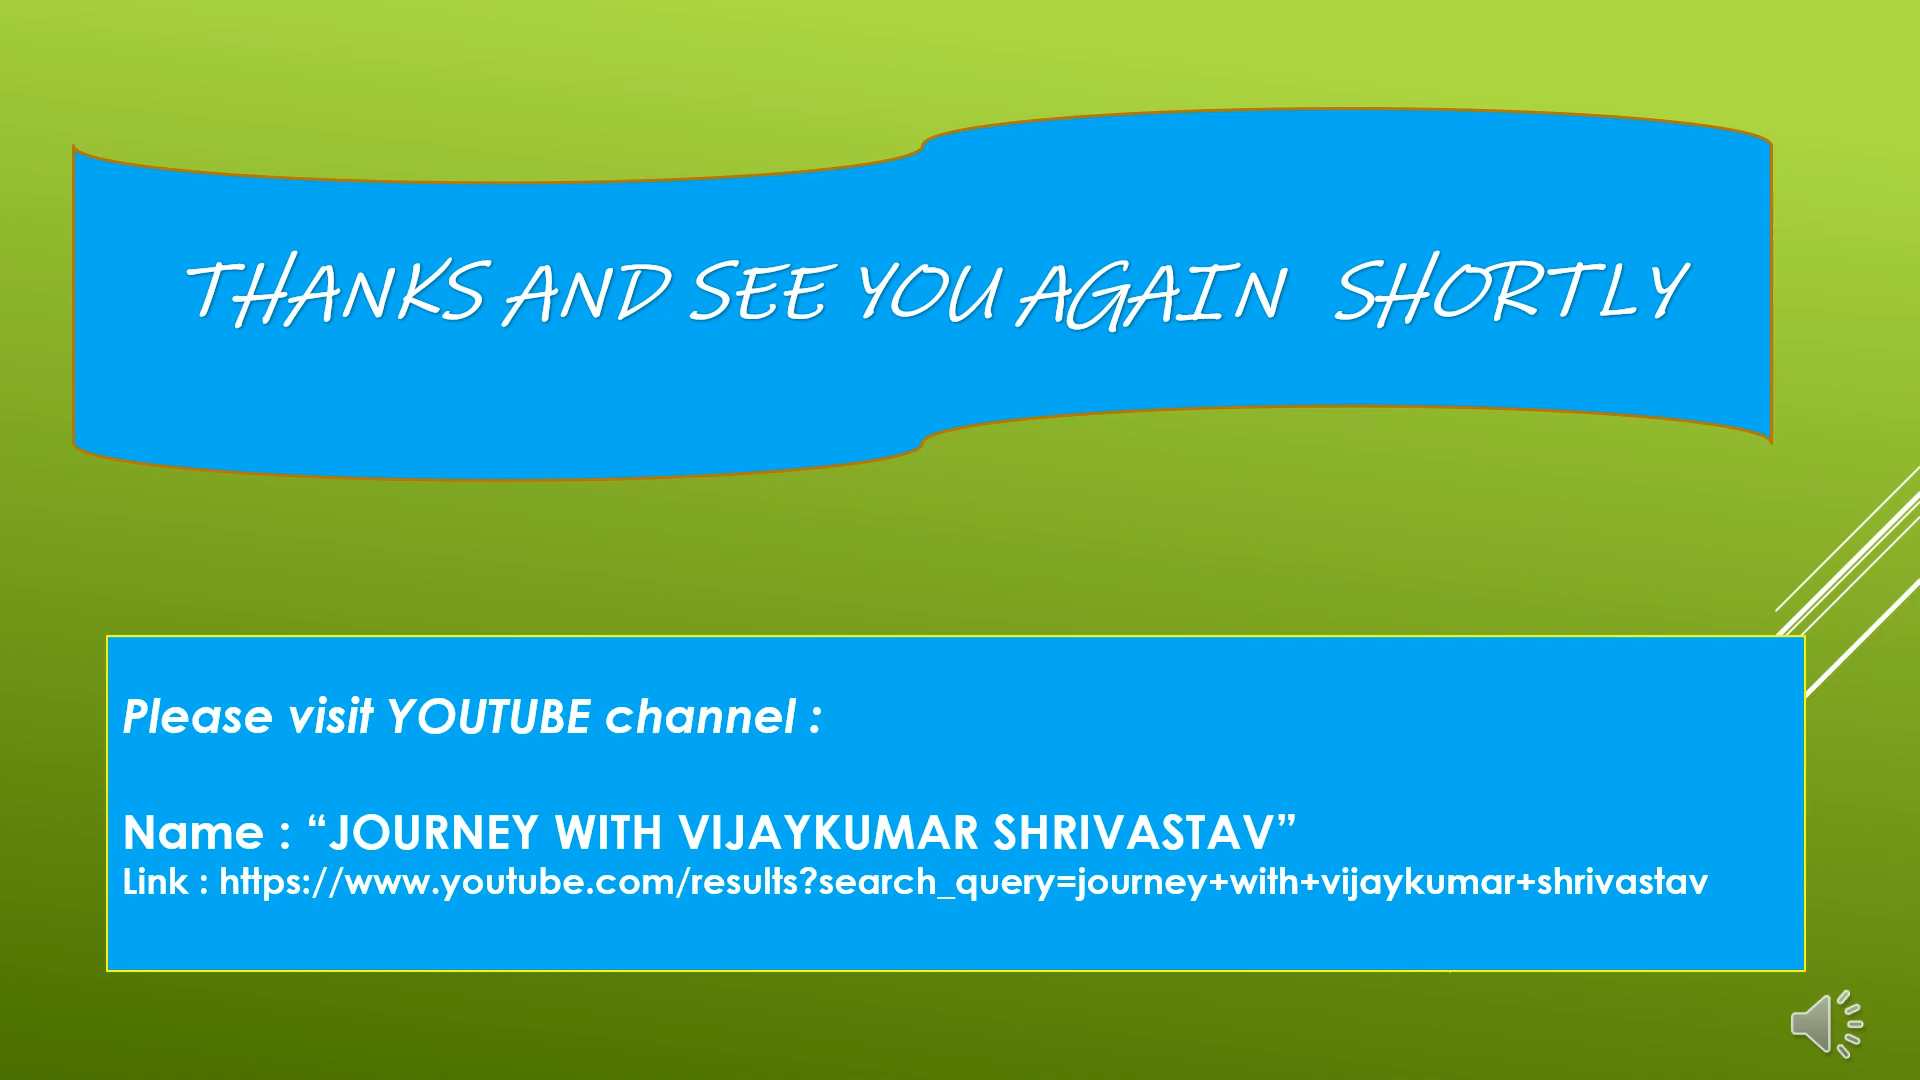 THANKS AND SEE YOU AGAIN SHORTLY
Please visit YOUTUBE channel :
Name : “JOURNEY WITH VIJAYKUMAR SHRIVASTAV”
Link : https://www.youtube.com/results?search_query=journey+with+vijaykumar+shrivastav